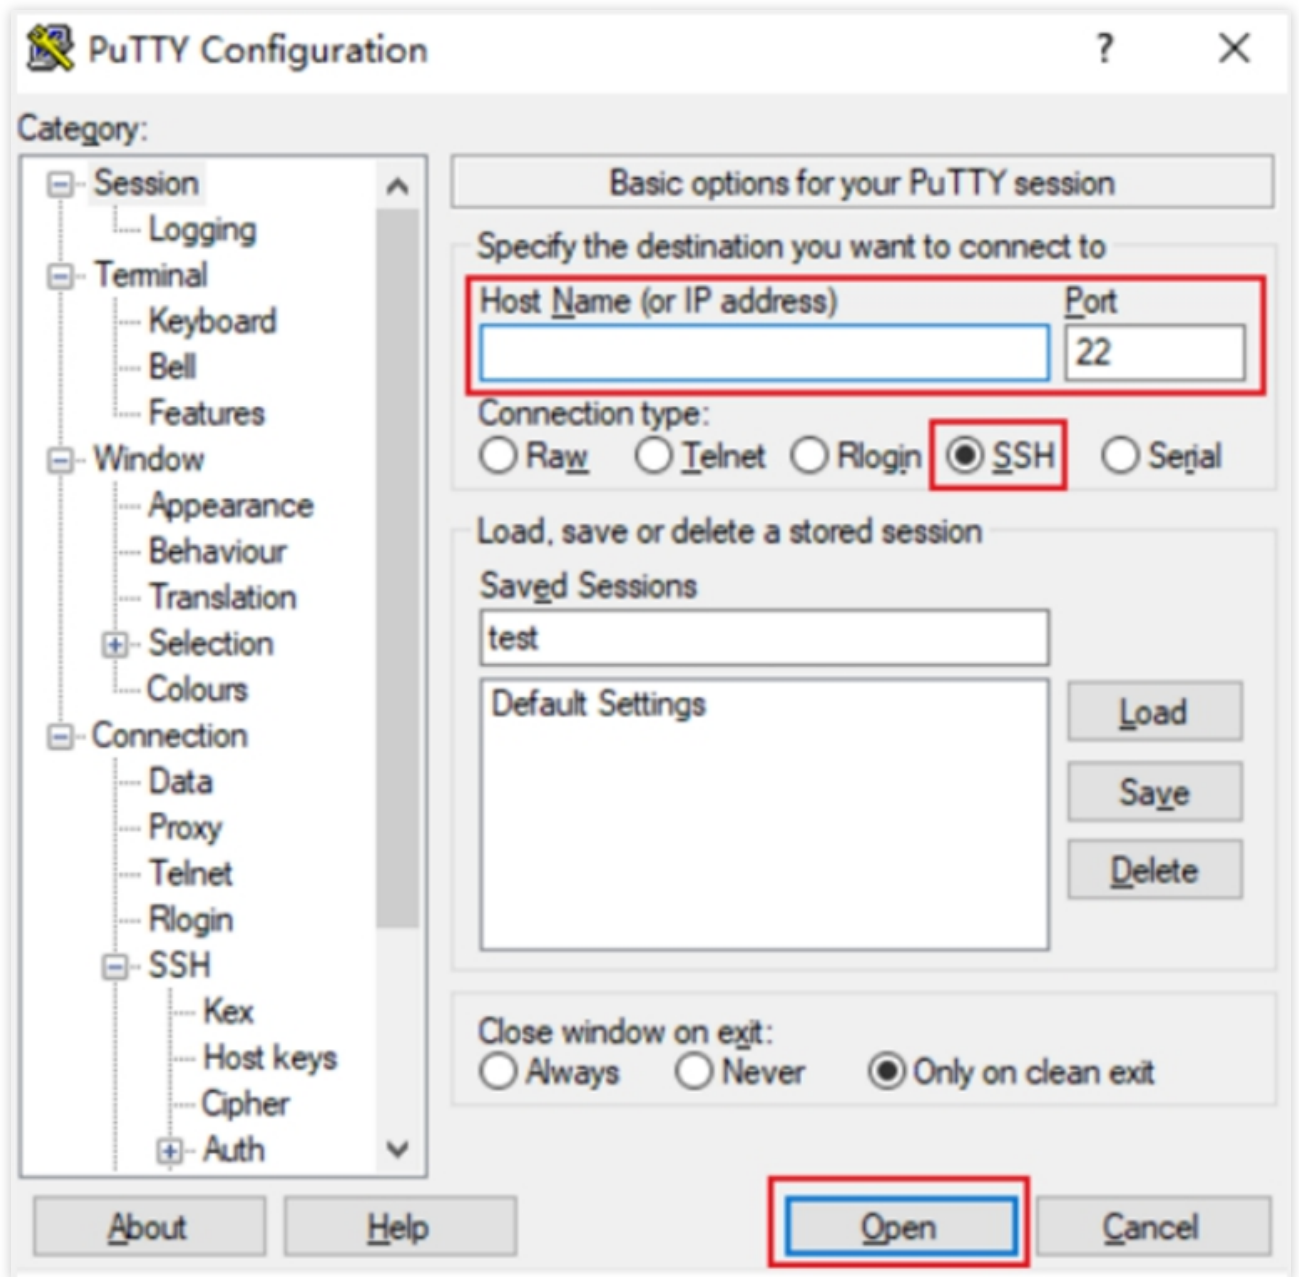 PuTTY Configuration
?
Category:
Session
Logging
Terminal
Keyboard
Bell
Features
Window
Appearance
Behaviour
Translation
Selection
Colours
Connection
Data
Proxy
Telnet
Rlogin
SSH
Kex
Host keys
Cipher
Auth
Basic options for your PuTTY session
Specify the destination you want to connect to
Host Name (or IP address) Port
22
Connection type:
Raw Telnet Rlogin SSH Serial
Load, save or delete a stored session
Saved Sessions
test
Default Settings
Load
Save
Delete
Close window on exit:
Always Never Only on clean exit
About Help Open Cancel